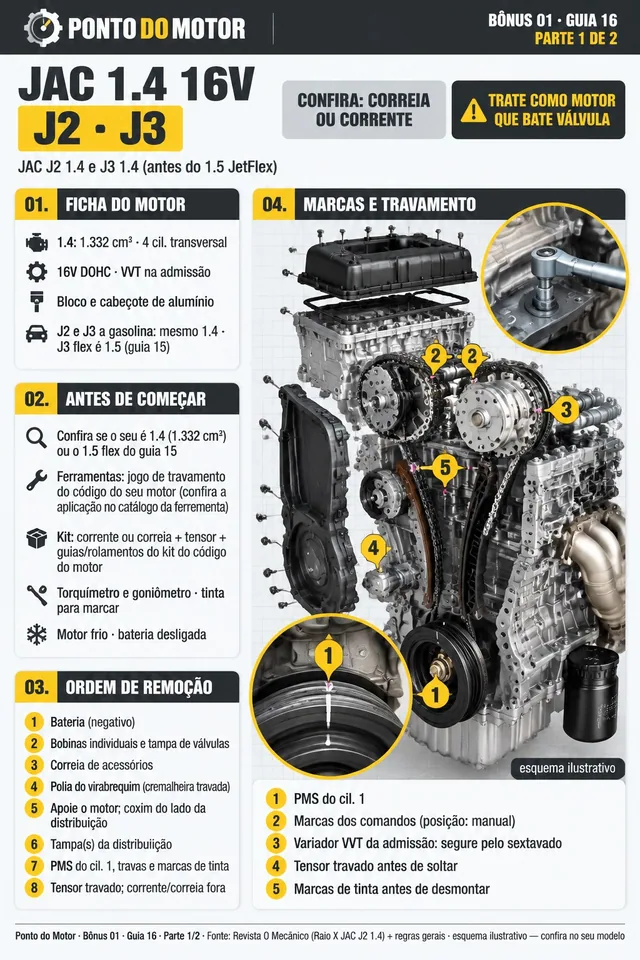 PONTO DO MOTOR
BÔNUS 01 · GUIA 16
PARTE 1 DE 2
JAC 1.4 16V
J2 · J3
JAC J2 1.4 e J3 1.4 (antes do 1.5 JetFlex)
CONFIRA: CORREIA
OU CORRENTE
TRATE COMO MOTOR
QUE BATE VÁLVULA
01. FICHA DO MOTOR
1.4: 1.332 cm³ · 4 cil. transversal
16V DOHC · VVT na admissão
Bloco e cabeçote de alumínio
J2 e J3 a gasolina: mesmo 1.4 ·
J3 flex é 1.5 (guia 15)
02. ANTES DE COMEÇAR
Confira se o seu é 1.4 (1.332 cm³)
ou o 1.5 flex do guia 15
Ferramentas: jogo de travamento
do código do seu motor (confira a
aplicação no catálogo da ferrementa)
Kit: corrente ou correia + tensor +
guias/rolamentos do kit do código
do motor
Torquímetro e goniômetro · tinta
para marcar
Motor frio · bateria desligada
03. ORDEM DE REMOÇÃO
1 Bateria (negativo)
2 Bobinas individuais e tampa de válvulas
3 Correia de acessórios
4 Polia do virabrequim (cremalheira travada)
5 Apoie o motor; coxim do lado da
distribuição
6 Tampa(s) da distribuiição
7 PMS do cil. 1, travas e marcas de tinta
8 Tensor travado; corrente/correia fora
04. MARCAS E TRAVAMENTO
2
2
3
5
4
1
1
esquema ilustrativo
1 PMS do cil. 1
2 Marcas dos comandos (posição: manual)
3 Variador VVT da admissão: segure pelo sextavado
4 Tensor travado antes de soltar
5 Marcas de tinta antes de desmontar
Ponto do Motor · Bônus 01 · Guia 16 · Parte 1/2 · Fonte: Revista O Mecânico (Raio X JAC J2 1.4) + regras gerais · esquema ilustrativo — confira no seu modelo